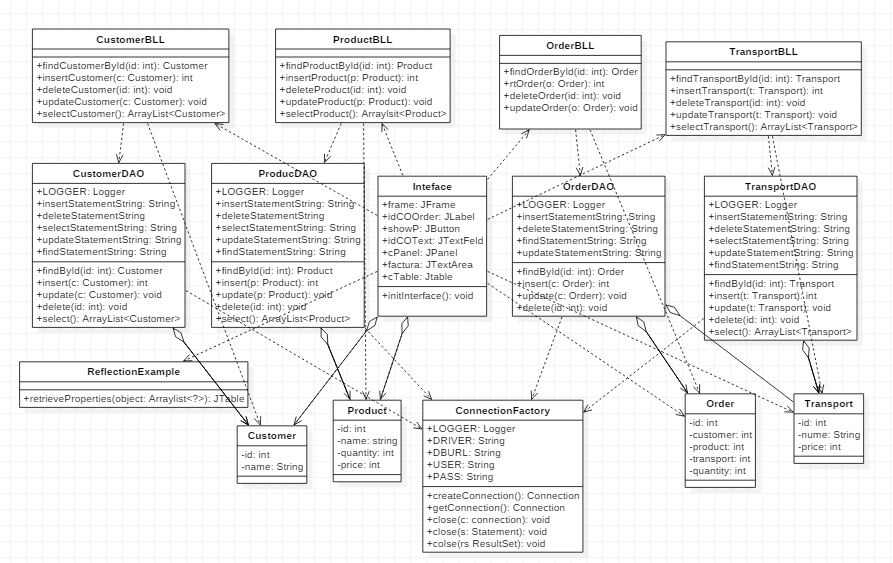 CustomerBLL
+findCustomerById(id: int): Customer
+insertCustomer(c: Customer): int
+deleteCustomer(id: int): void
+updateCustomer(c: Customer): void
+selectCustomer(): ArrayList<Customer>
ProductBLL
+findProductById(id: int): Product
+insertProduct(p: Product): int
+deleteProduct(id: int): void
+updateProduct(p: Product): void
+selectProduct(): Arraylsit<Product>
OrderBLL
+findOrderById(id: int): Order
+rtOrder(o: Order): int
+deleteOrder(id: int): void
+updateOrder(o: Order): void
TransportBLL
+findTransportById(id: int): Transport
+insertTransport(t: Transport): int
+deleteTransport(id: int): void
+updateTransport(t: Transport): void
+selectTransport(): ArrayList<Transport>
CustomerDAO
+LOGGER: Logger
+insertStatementString: String
+deleteStatementString
+selectStatementString: String
+updateStatementString: String
+findStatementString: String
+findById(id: int): Customer
+insert(c: Customer): int
+update(c: Customer): void
+delete(id: int): void
+select(): ArrayList<Customer>
ProducDAO
+LOGGER: Logger
+insertStatementString: String
+deleteStatementString
+selectStatementString: String
+updateStatementString: String
+findStatementString: String
+findById(id: int): Product
+insert(p: Product): int
+update(p: Product): void
+delete(id: int): void
+select(): ArrayList<Product>
Inteface
+frame: JFrame
+idCOOrder: JLabel
+showP: JButton
+idCOText: JTextFeld
+cPanel: JPanel
+factura: JTextArea
+cTable: Jtable
+initInterface(): void
OrderDAO
+LOGGER: Logger
+insertStatementString: String
+deleteStatementString: String
+findStatementString: String
+updateStatementString: String
+findById(id: int): Order
+insert(c: Order): int
+update(c: Order): void
+delete(id: int): void
TransportDAO
+LOGGER: Logger
+insertStatementString: String
+deleteStatementString: String
+selectStatementString: String
+updateStatementString: String
+findStatementString: String
+findById(id: int): Transport
+insert(t: Transport): int
+update(t: Transport): void
+delete(id: int): void
+select(): ArrayList<Transport>
ReflectionExample
+retrieveProperties(object: Arraylist<?>): JTable
Customer
-id: int
-name: String
Product
-id: int
-name: string
-quantity: int
-price: int
ConnectionFactory
+LOGGER: Logger
+DRIVER: String
+DBURL: String
+USER: String
+PASS: String
+createConnection(): Connection
+getConnection(): Connection
+close(c: connection): void
+close(s: Statement): void
+colse(rs ResultSet): void
Order
-id: int
-customer: int
-product: int
-transport: int
-quantity: int
Transport
-id: int
-nume: String
-price: int